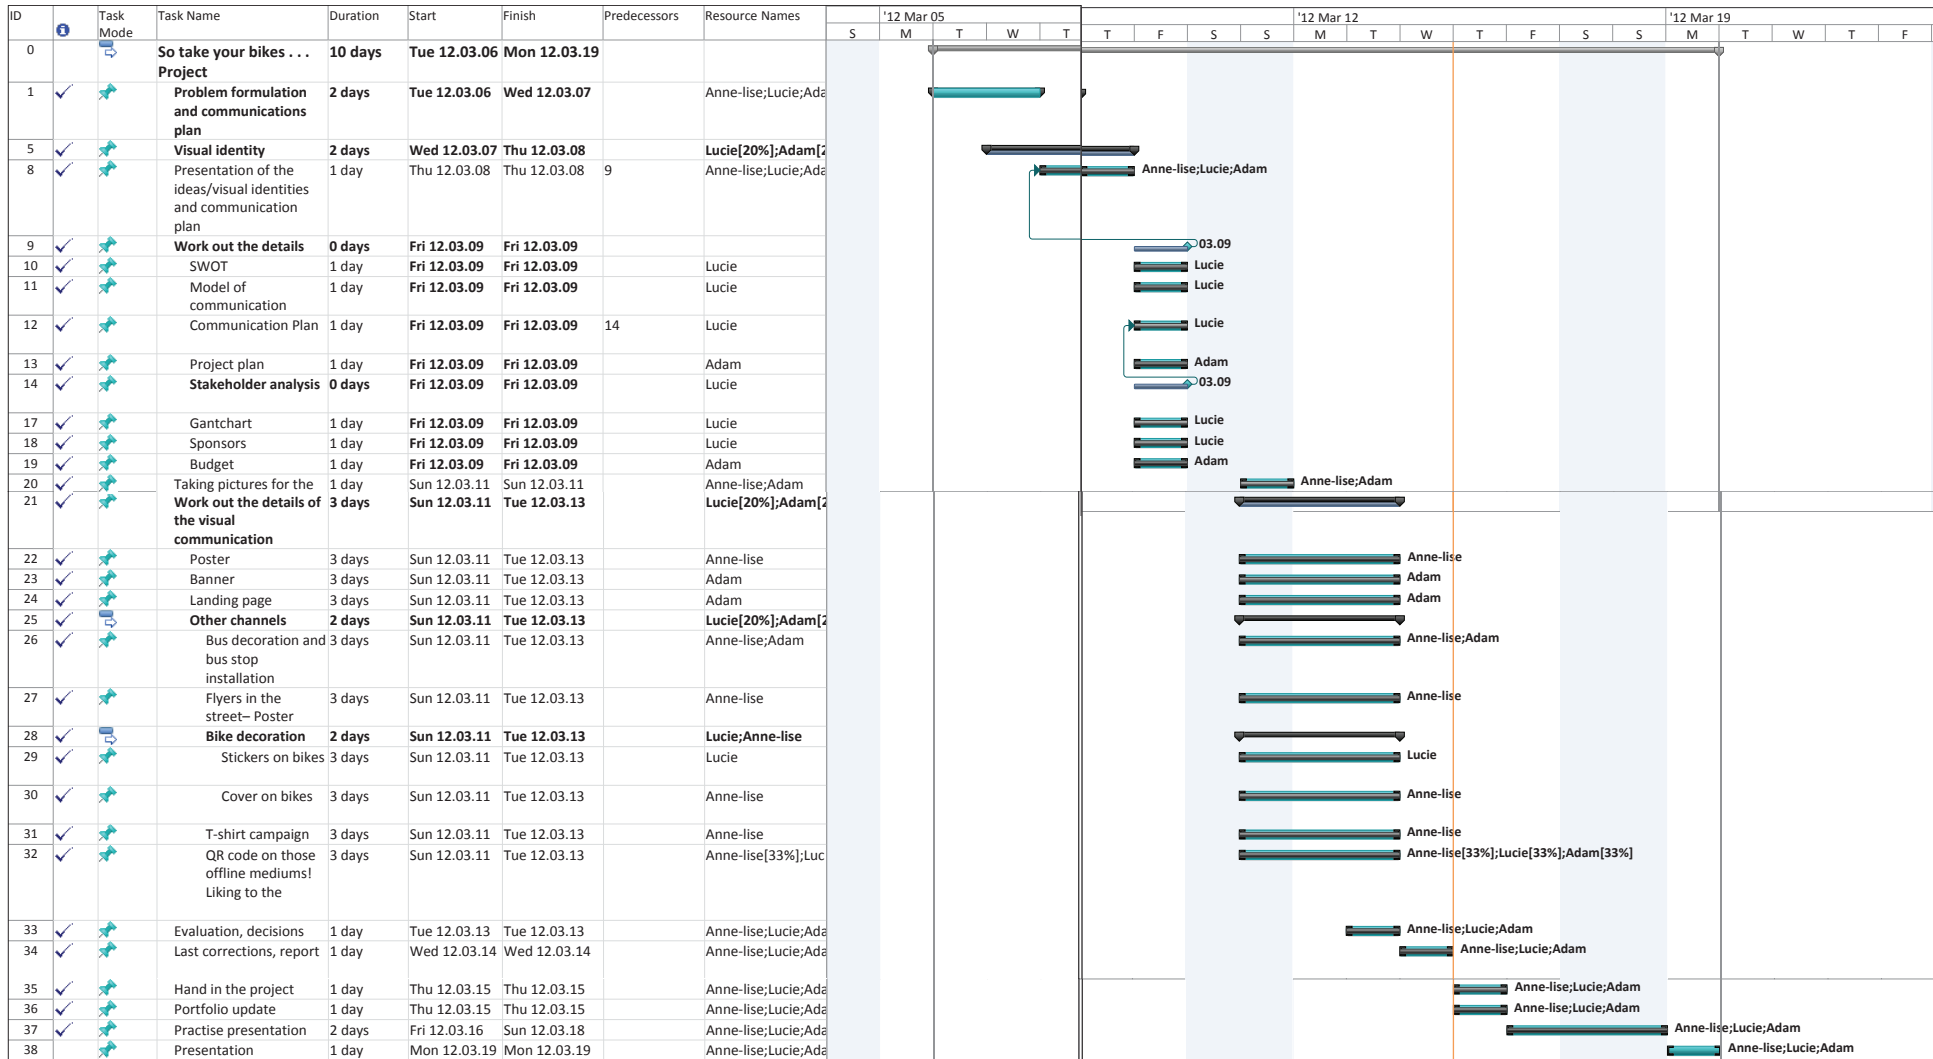 ID Task Mode Task Name Duration Start Finish Predecessors Resource Names '12 Mar 05 '12 Mar 12 '12 Mar 19
S M T W T T F S S M T W T F S S M T W T F
0 So take your bikes . . . Project 10 days Tue 12.03.06 Mon 12.03.19
1 Problem formulation and communications plan 2 days Tue 12.03.06 Wed 12.03.07 Anne-lise;Lucie;Ada
5 Visual identity 2 days Wed 12.03.07 Thu 12.03.08 Lucie[20%];Adam[2
8 Presentation of the ideas/visual identities and communication plan 1 day Thu 12.03.08 Thu 12.03.08 9 Anne-lise;Lucie;Ada Anne-lise;Lucie;Adam
9 Work out the details 0 days Fri 12.03.09 Fri 12.03.09 03.09
10 SWOT 1 day Fri 12.03.09 Fri 12.03.09 Lucie Lucie
11 Model of communication 1 day Fri 12.03.09 Fri 12.03.09 Lucie Lucie
12 Communication Plan 1 day Fri 12.03.09 Fri 12.03.09 14 Lucie Lucie
13 Project plan 1 day Fri 12.03.09 Fri 12.03.09 Adam Adam
14 Stakeholder analysis 0 days Fri 12.03.09 Fri 12.03.09 Lucie 03.09
17 Gantchart 1 day Fri 12.03.09 Fri 12.03.09 Lucie Lucie
18 Sponsors 1 day Fri 12.03.09 Fri 12.03.09 Lucie Lucie
19 Budget 1 day Fri 12.03.09 Fri 12.03.09 Adam Adam
20 Taking pictures for the 1 day Sun 12.03.11 Sun 12.03.11 Anne-lise;Adam Anne-lise;Adam
21 Work out the details of the visual communication 3 days Sun 12.03.11 Tue 12.03.13 Lucie[20%];Adam[2
22 Poster 3 days Sun 12.03.11 Tue 12.03.13 Anne-lise Anne-lise
23 Banner 3 days Sun 12.03.11 Tue 12.03.13 Adam Adam
24 Landing page 3 days Sun 12.03.11 Tue 12.03.13 Adam Adam
25 Other channels 2 days Sun 12.03.11 Tue 12.03.13 Lucie[20%];Adam[2
26 Bus decoration and bus stop installation 3 days Sun 12.03.11 Tue 12.03.13 Anne-lise;Adam Anne-lise;Adam
27 Flyers in the street– Poster 3 days Sun 12.03.11 Tue 12.03.13 Anne-lise Anne-lise
28 Bike decoration 2 days Sun 12.03.11 Tue 12.03.13 Lucie;Anne-lise
29 Stickers on bikes 3 days Sun 12.03.11 Tue 12.03.13 Lucie Lucie
30 Cover on bikes 3 days Sun 12.03.11 Tue 12.03.13 Anne-lise Anne-lise
31 T-shirt campaign 3 days Sun 12.03.11 Tue 12.03.13 Anne-lise Anne-lise
32 QR code on those offline mediums! Liking to the 3 days Sun 12.03.11 Tue 12.03.13 Anne-lise[33%];Luc Anne-lise[33%];Lucie[33%];Adam[33%]
33 Evaluation, decisions 1 day Tue 12.03.13 Tue 12.03.13 Anne-lise;Lucie;Ada Anne-lise;Lucie;Adam
34 Last corrections, report 1 day Wed 12.03.14 Wed 12.03.14 Anne-lise;Lucie;Ada Anne-lise;Lucie;Adam
35 Hand in the project 1 day Thu 12.03.15 Thu 12.03.15 Anne-lise;Lucie;Ada Anne-lise;Lucie;Adam
36 Portfolio update 1 day Thu 12.03.15 Thu 12.03.15 Anne-lise;Lucie;Ada Anne-lise;Lucie;Adam
37 Practise presentation 2 days Fri 12.03.16 Sun 12.03.18 Anne-lise;Lucie;Ada Anne-lise;Lucie;Adam
38 Presentation 1 day Mon 12.03.19 Mon 12.03.19 Anne-lise;Lucie;Ada Anne-lise;Lucie;Adam